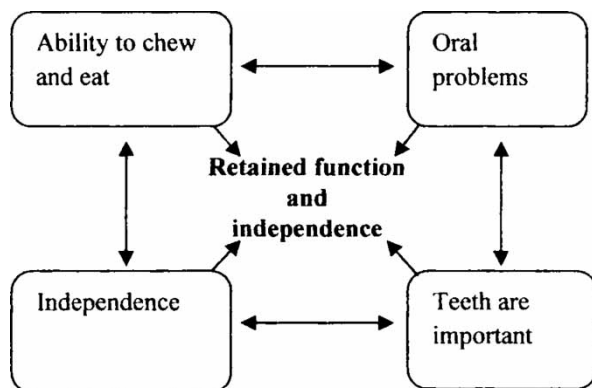 Ability to chew
and eat
Oral
problems
Retained function
and
independence
Independence
Teeth are
important